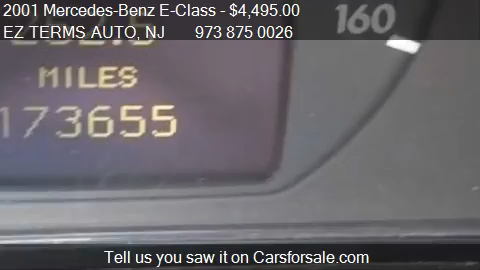 2001 Mercedes-Benz E-Class - $4,495.00
EZ TERMS AUTO, NJ 973 875 0026
160
MILES
173655
Tell us you saw it on Carsforsale.com